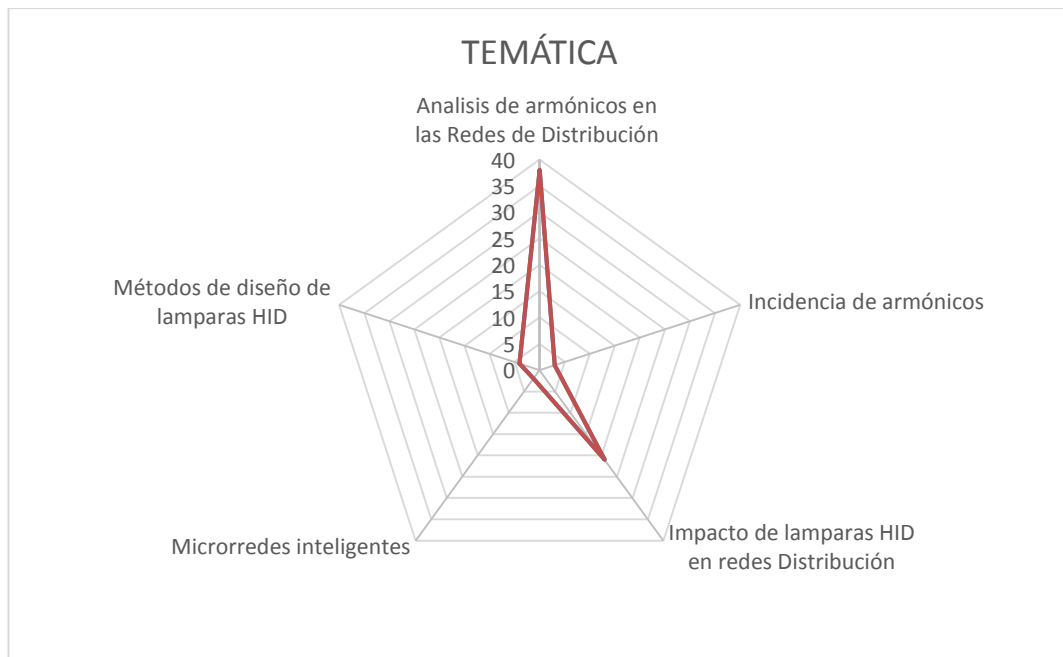 TEMÁTICA
Analisis de armónicos en
las Redes de Distribución
40
35
30
25
20
15
10
5
0
Incidencia de armónicos
Impacto de lamparas HID
en redes Distribución
Microrredes inteligentes
Métodos de diseño de
lamparas HID